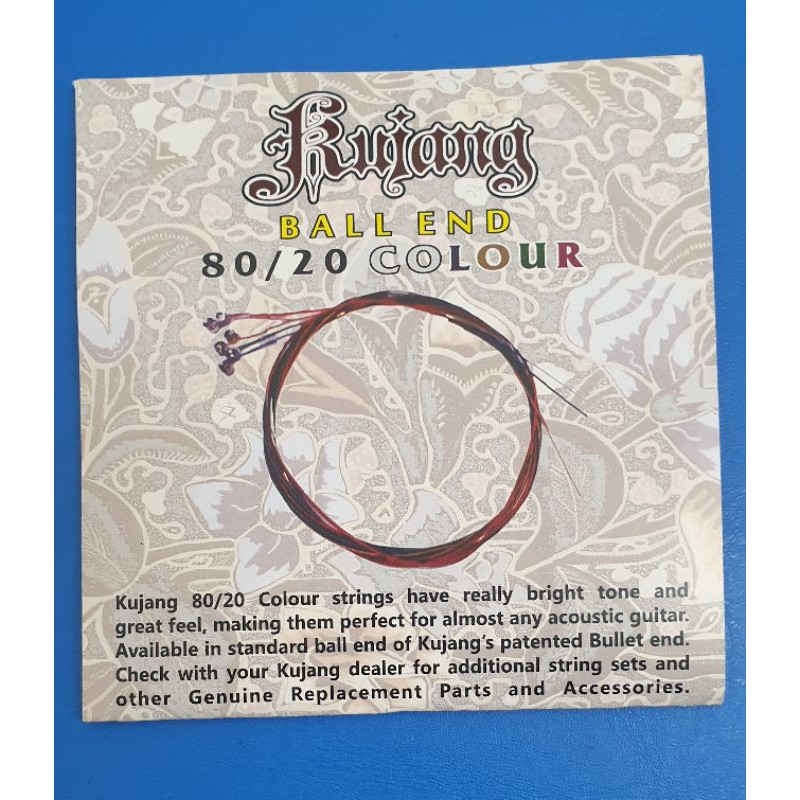 Kujang
BALL END
80/20 COLOUR
Kujang 80/20 Colour strings have really bright tone and
great feel, making them perfect for almost any acoustic guitar.
Available in standard ball end of Kujang's patented Bullet end.
Check with your Kujang dealer for additional string sets and
other Genuine Replacement Parts and Accessories.